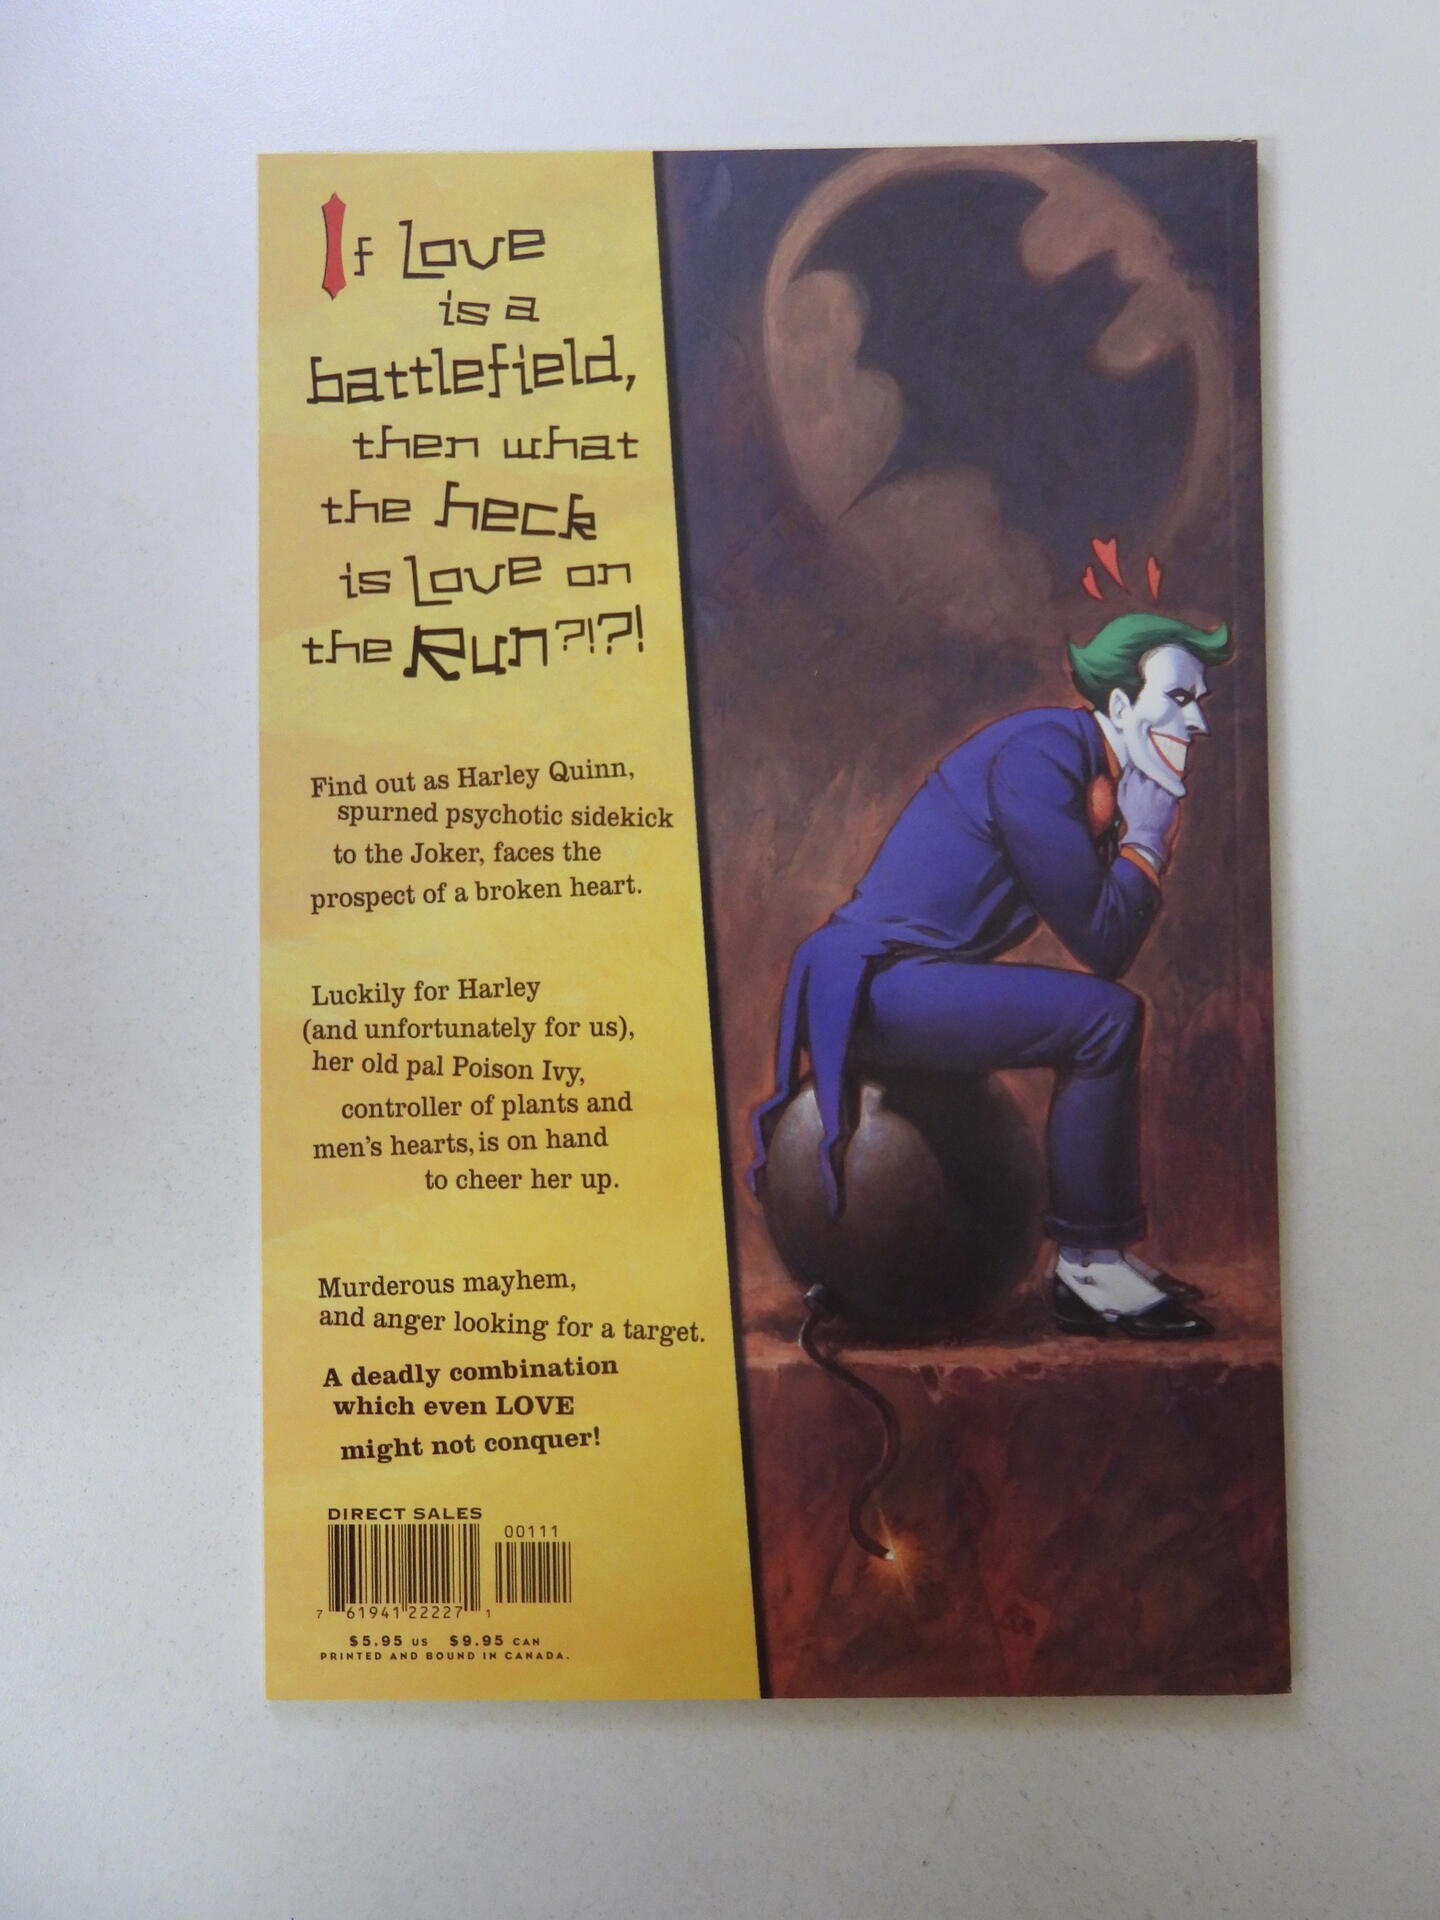 If Love
is a
battlefield,
then what
the heck
is Love on
the Run?!?!
Find out as Harley Quinn,
spurned psychotic sidekick
to the Joker, faces the
prospect of a broken heart.
Luckily for Harley
(and unfortunately for us),
her old pal Poison Ivy,
controller of plants and
men's hearts, is on hand
to cheer her up.
Murderous mayhem,
and anger looking for a target.
A deadly combination
which even LOVE
might not conquer!
DIRECT SALES
00111
7 61941 22227 1
$5.95 US $9.95 CAN
PRINTED AND BOUND IN CANADA.